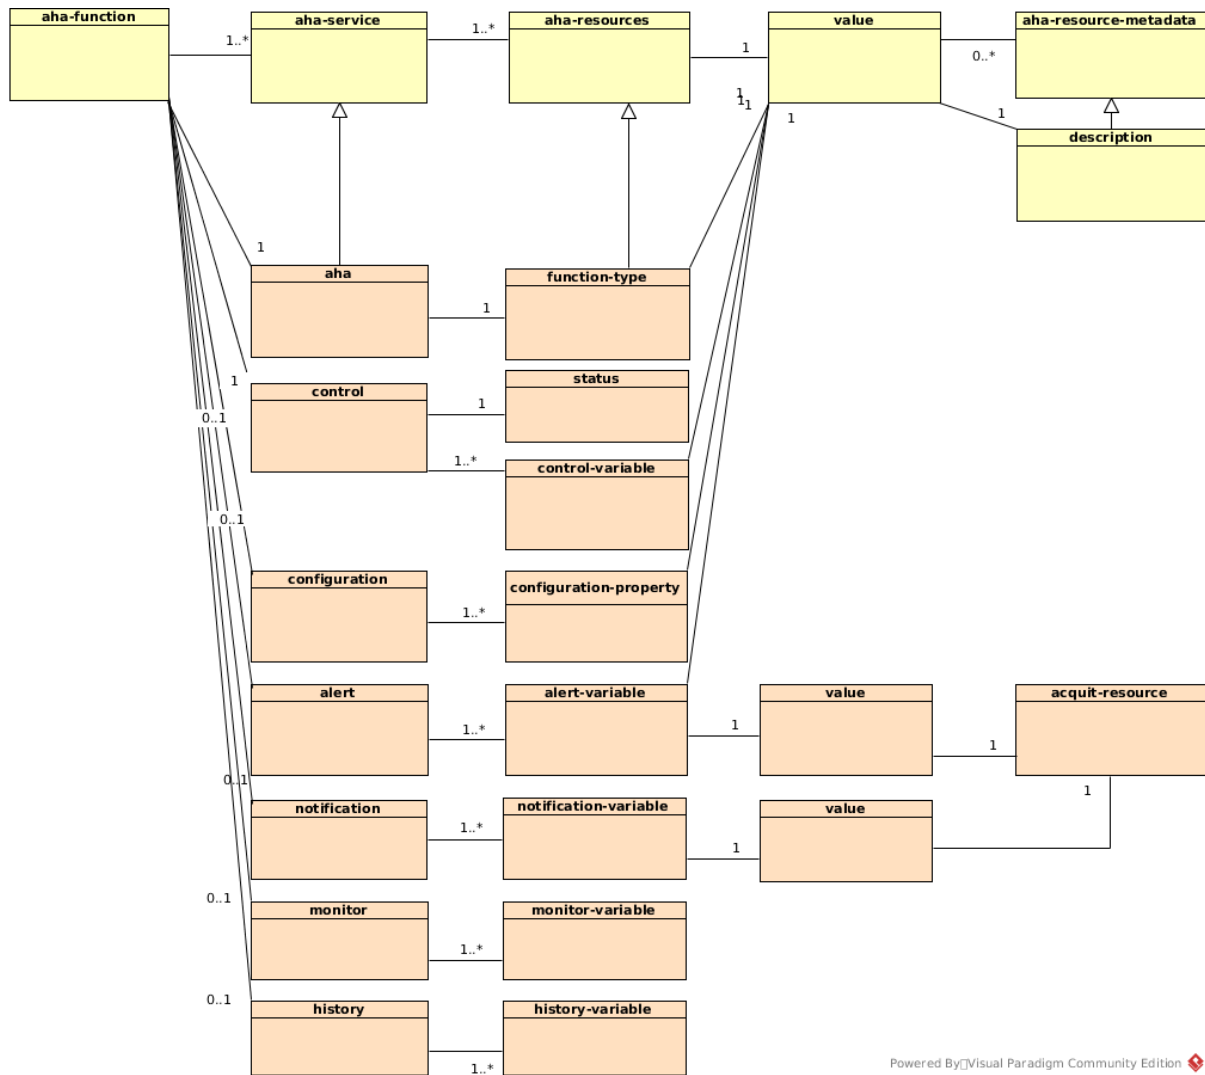 aha-function
aha-service
aha-resources
value
aha-resource-metadata
1..*
1..*
1
0..*
1
1
1
1
1
description
1
aha
function-type
1
1
control
status
1
0..1
1..*
control-variable
0..1
configuration
configuration-property
1..*
alert
alert-variable
value
acquit-resource
1..*
1
1
0..1
notification
notification-variable
value
1
1..*
1
0..1
monitor
monitor-variable
1..*
0..1
history
history-variable
1..*
Powered By Visual Paradigm Community Edition